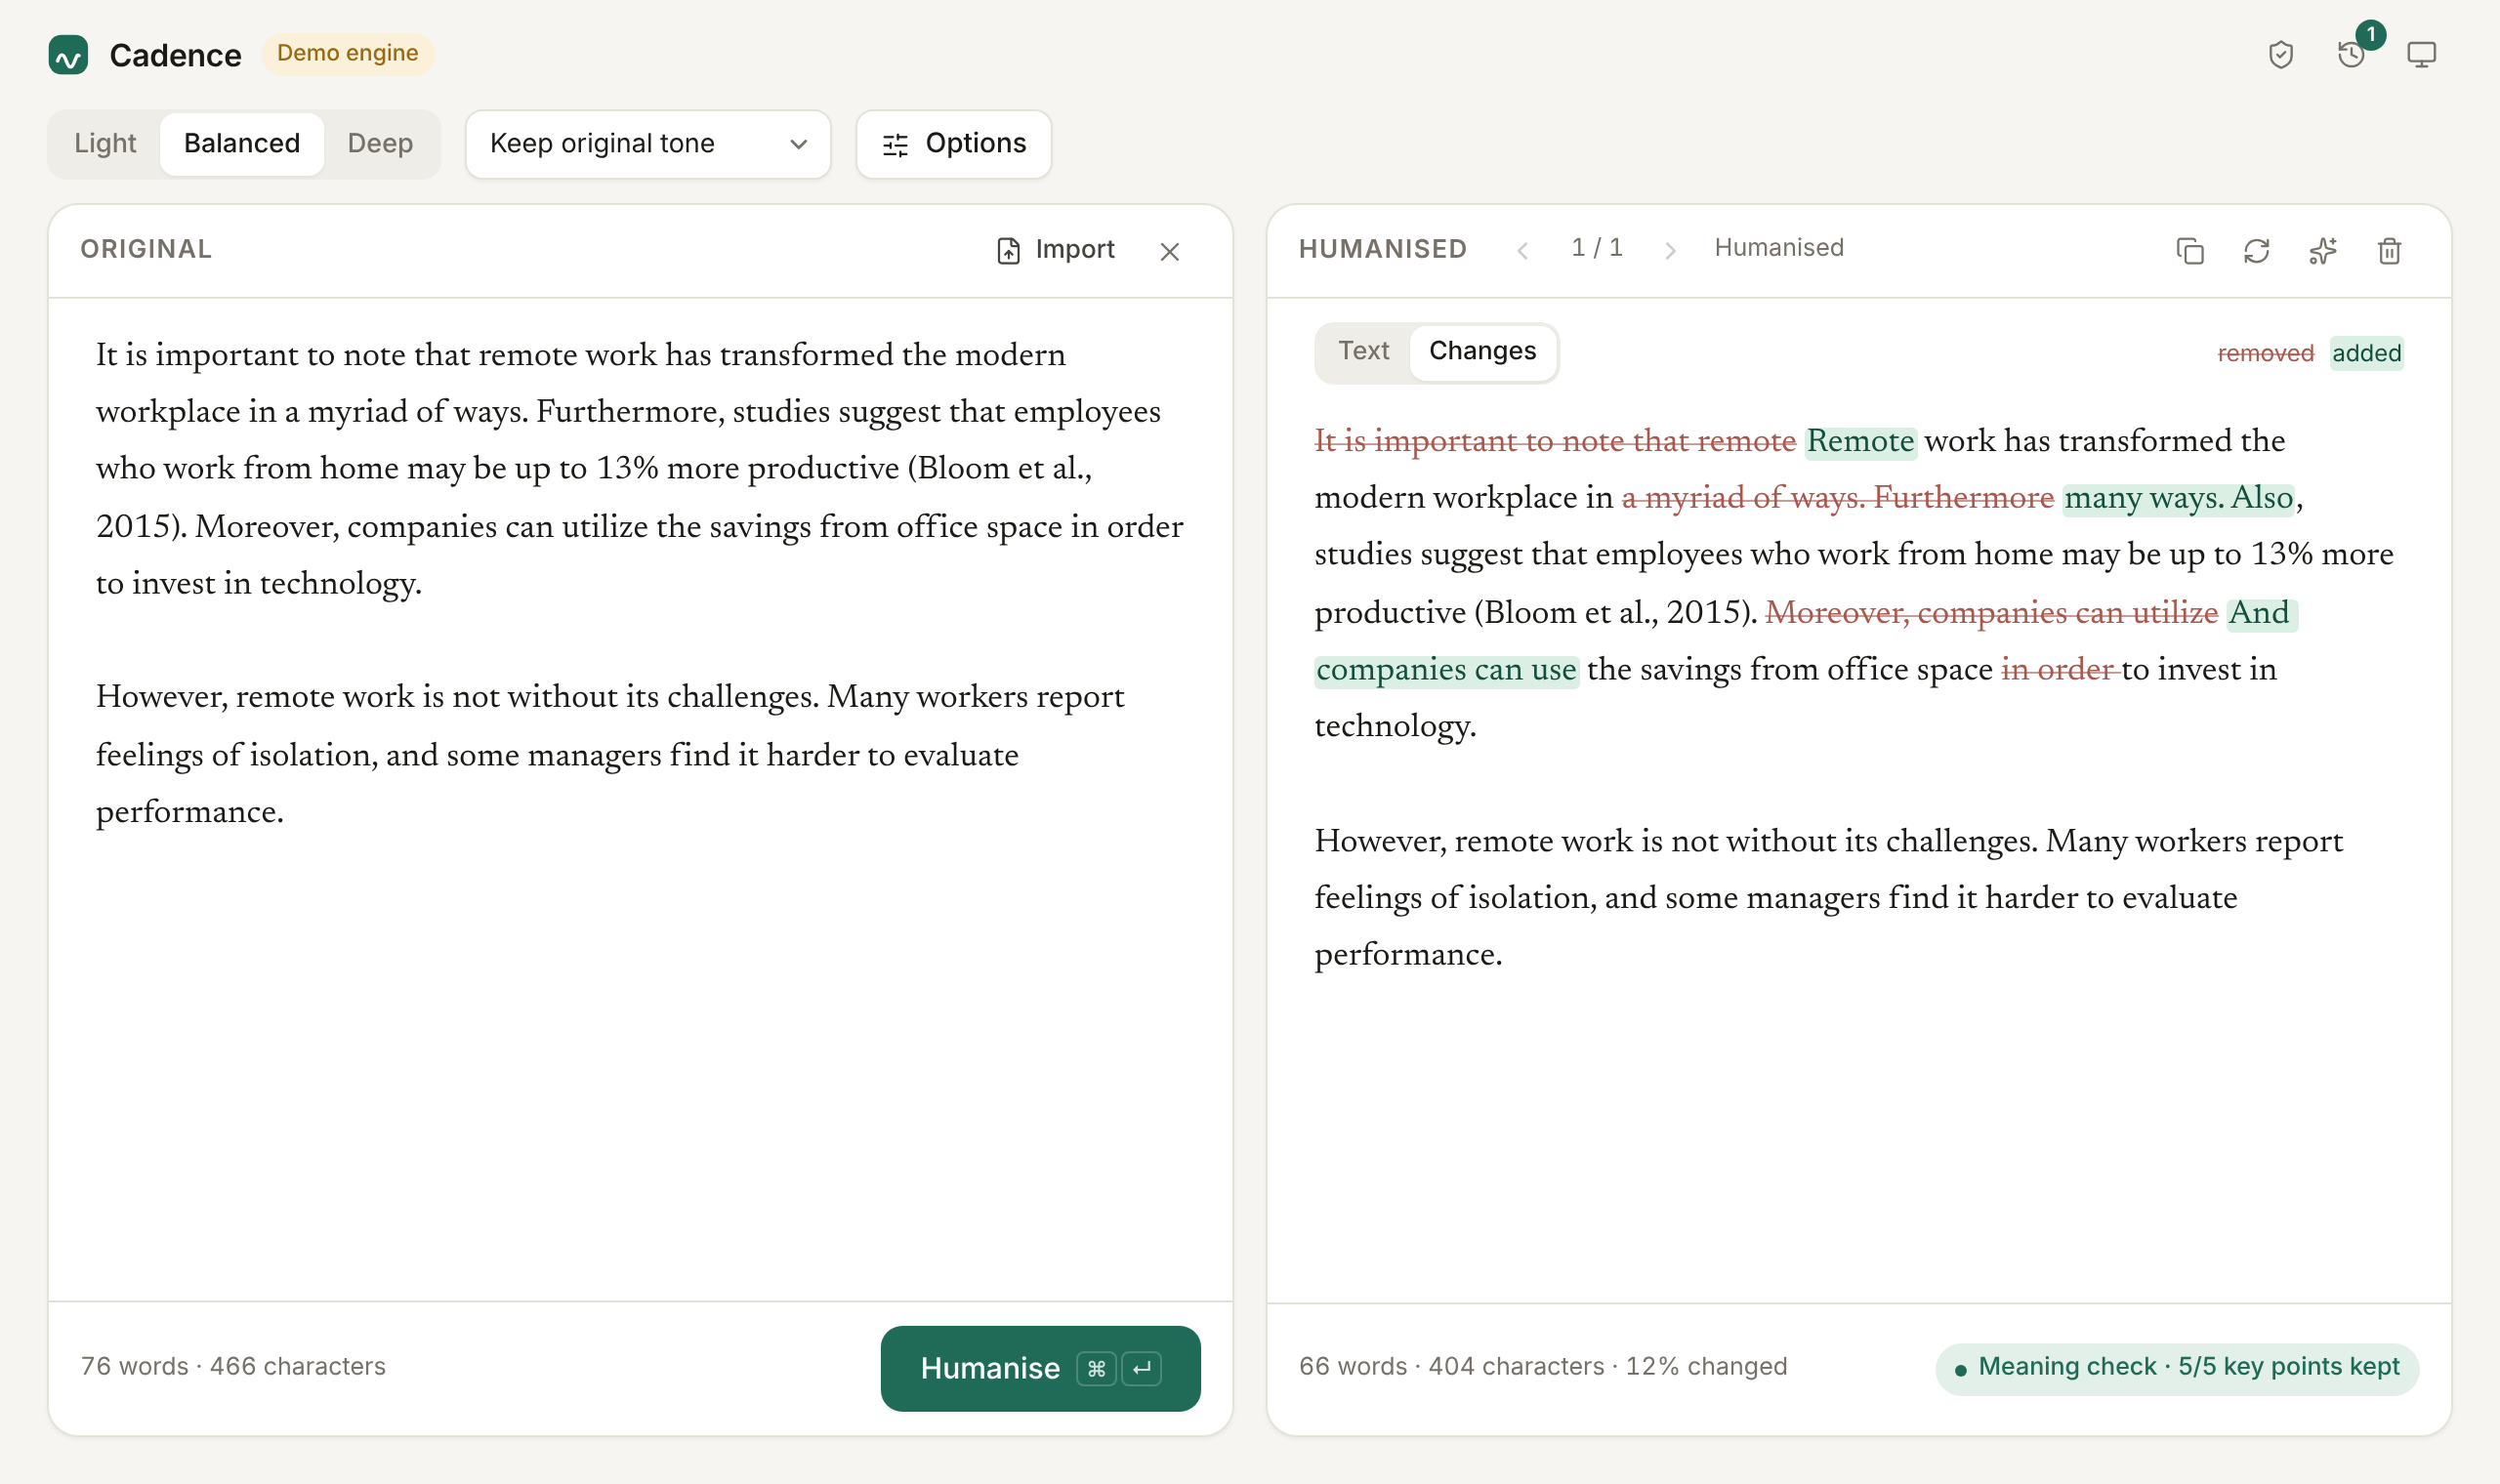 Cadence Demo engine 1
Light Balanced Deep Keep original tone Options
ORIGINAL Import
It is important to note that remote work has transformed the modern
workplace in a myriad of ways. Furthermore, studies suggest that employees
who work from home may be up to 13% more productive (Bloom et al.,
2015). Moreover, companies can utilize the savings from office space in order
to invest in technology.
However, remote work is not without its challenges. Many workers report
feelings of isolation, and some managers find it harder to evaluate
performance.
76 words · 466 characters Humanise ⌘ ↵
HUMANISED 1 / 1 Humanised
Text Changes removed added
It is important to note that remote Remote work has transformed the
modern workplace in a myriad of ways. Furthermore many ways. Also,
studies suggest that employees who work from home may be up to 13% more
productive (Bloom et al., 2015). Moreover, companies can utilize And
companies can use the savings from office space in order to invest in
technology.
However, remote work is not without its challenges. Many workers report
feelings of isolation, and some managers find it harder to evaluate
performance.
66 words · 404 characters · 12% changed Meaning check · 5/5 key points kept